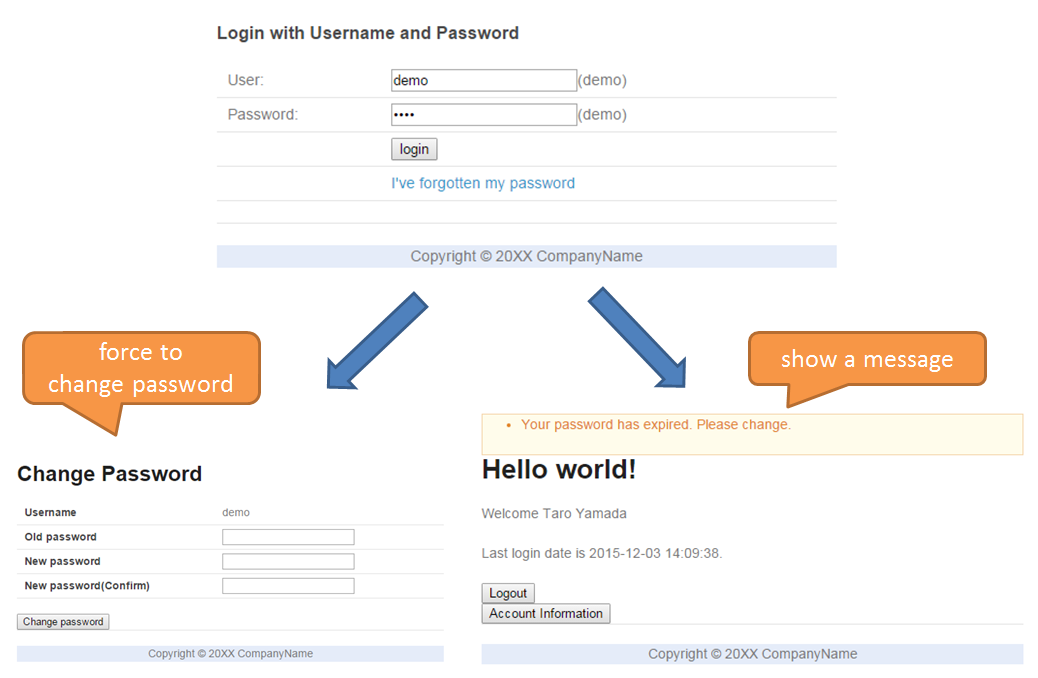 Login with Username and Password
User: demo (demo)
Password: •••• (demo)
login
I've forgotten my password
Copyright © 20XX CompanyName
force to
change password
show a message
• Your password has expired. Please change.
Change Password
Username demo
Old password
New password
New password(Confirm)
Change password
Copyright © 20XX CompanyName
Hello world!
Welcome Taro Yamada
Last login date is 2015-12-03 14:09:38.
Logout
Account Information
Copyright © 20XX CompanyName